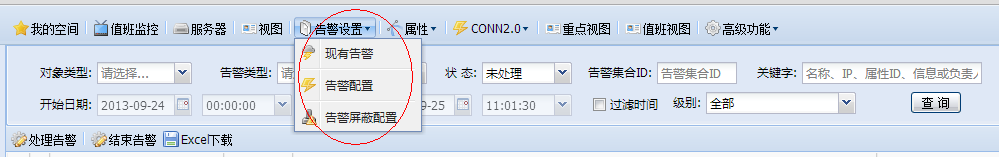 我的空间 值班监控 服务器 视图 告警设置 属性 CONN2.0 重点视图 值班视图 高级功能
现有告警
对象类型: 请选择... 告警类型: 请 状 态: 未处理 告警集合ID: 告警集合ID 关键字: 名称、IP、属性ID、信息或负责人
告警配置
开始日期: 2013-09-24 00:00:00 -25 11:01:30 过滤时间 级别: 全部 查 询
告警屏蔽配置
处理告警 结束告警 Excel下载